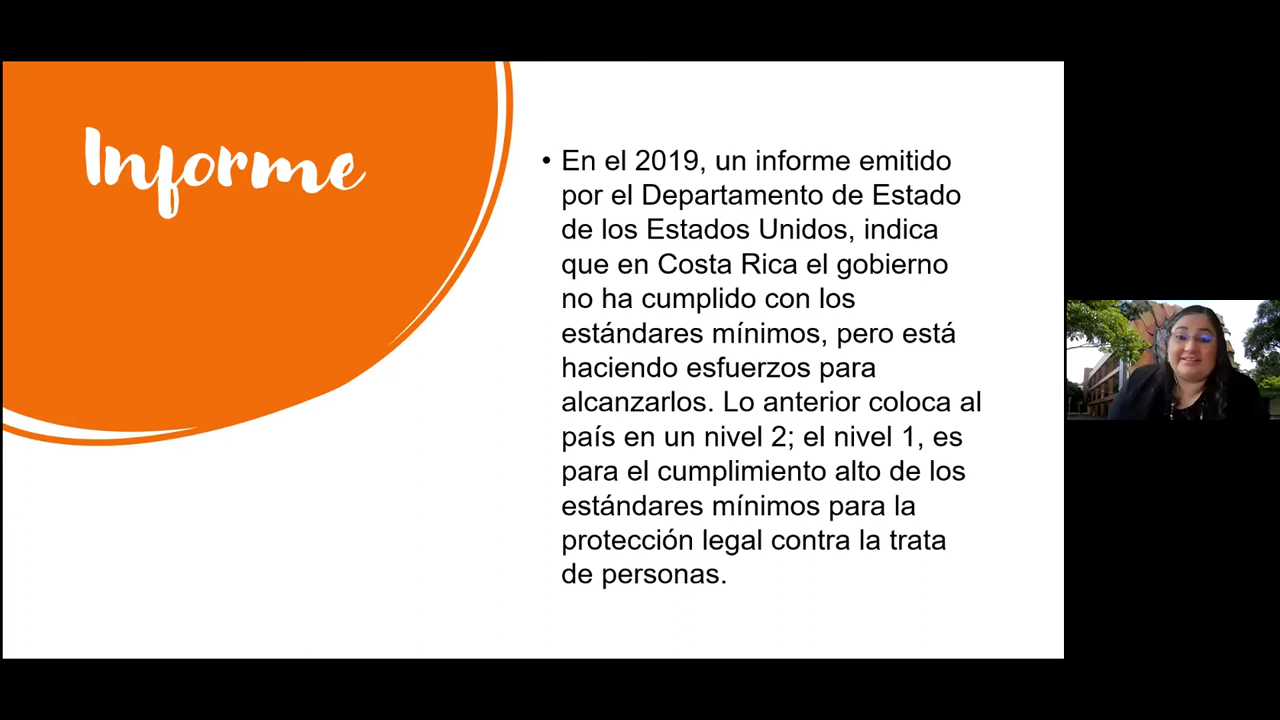 Informe
• En el 2019, un informe emitido
por el Departamento de Estado
de los Estados Unidos, indica
que en Costa Rica el gobierno
no ha cumplido con los
estándares mínimos, pero está
haciendo esfuerzos para
alcanzarlos. Lo anterior coloca al
país en un nivel 2; el nivel 1, es
para el cumplimiento alto de los
estándares mínimos para la
protección legal contra la trata
de personas.